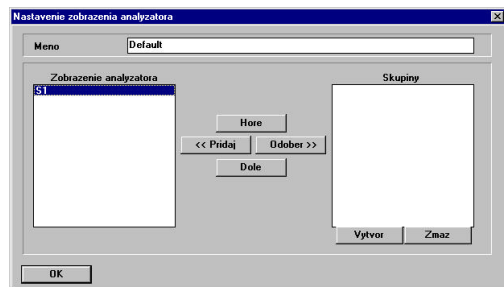 Nastavenie zobrazenia analyzatora
Meno
Default
Zobrazenie analyzatora
Skupiny
S1
Hore
<< Pridaj
Odober >>
Dole
Vytvor
Zmaz
OK